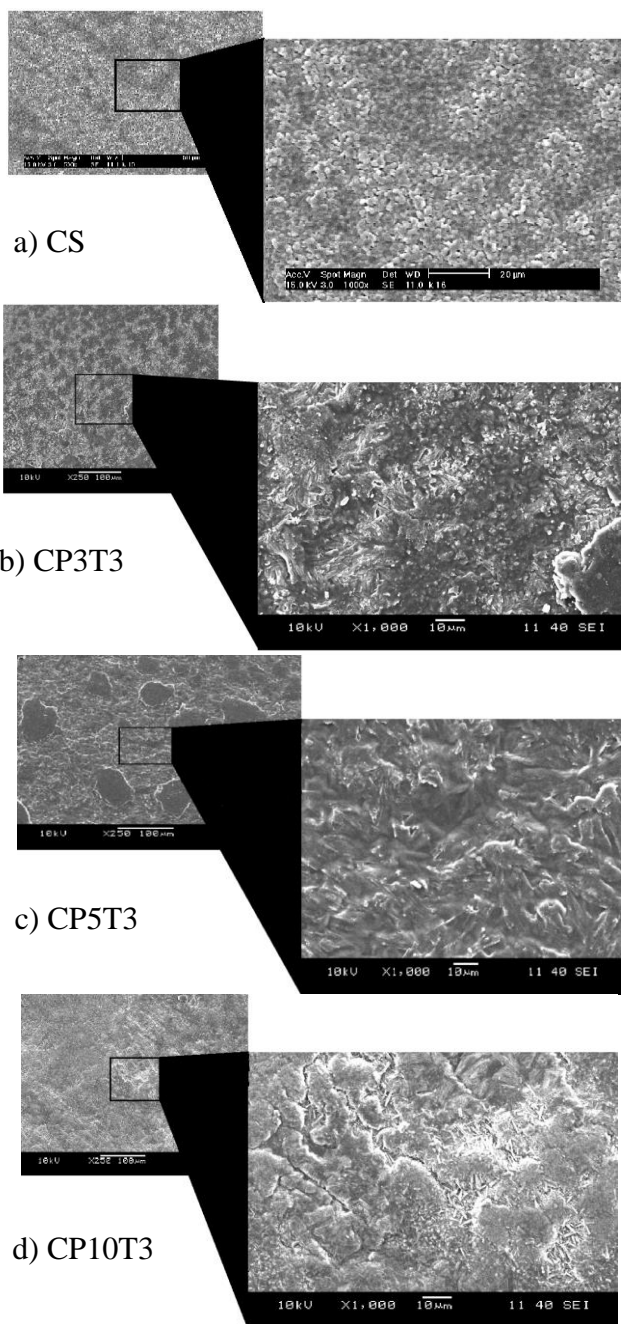 a) CS
Acc.V Spot Magn Det WD 20 µm
15.0 kV 3.0 1000x SE 11.0 k16
10kV X250 100µm
b) CP3T3
10kV X1,000 10µm 11 40 SEI
10kV X250 100µm
c) CP5T3
10kV X1,000 10µm 11 40 SEI
10kV X250 100µm
d) CP10T3
10kV X1,000 10µm 11 40 SEI